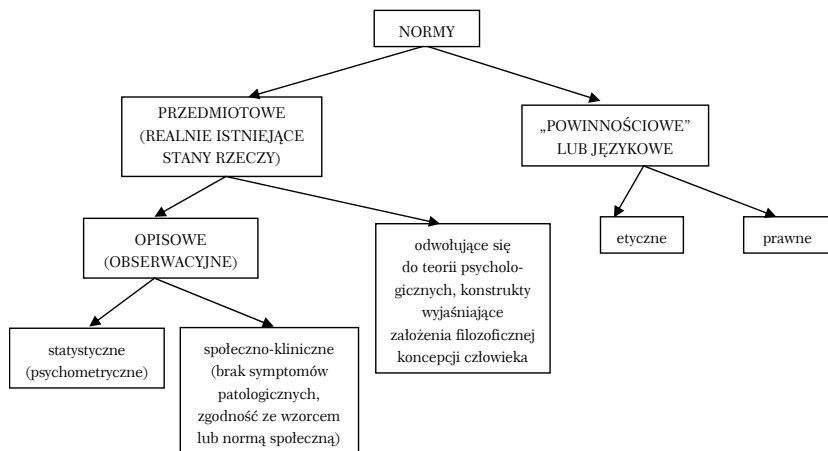 NORMY
PRZEDMIOTOWE
(REALNIE ISTNIEJĄCE
STANY RZECZY)
„POWINNOŚCIOWE”
LUB JĘZYKOWE
OPISOWE
(OBSERWACYJNE)
odwołujące się
do teorii psycholo-
gicznych, konstrukty
wyjaśniające
założenia filozoficznej
koncepcji człowieka
etyczne
prawne
statystyczne
(psychometryczne)
społeczno-kliniczne
(brak symptomów
patologicznych,
zgodność ze wzorcem
lub normą społeczną)